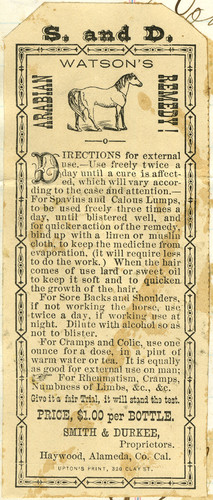 S. and D.
WATSON'S
ARABIAN
REMEDY!
DIRECTIONS for external
use.—Use freely twice a
day until a cure is affect-
ed, which will vary accor-
ding to the case and attention.—
For Spavins and Calous Lumps,
to be used freely three times a
day, until blistered well, and
for quicker action of the remedy,
bind up with a linen or muslin
cloth, to keep the medicine from
evaporation, (it will require less
to do the work.) When the hair
comes of use lard or sweet oil
to keep it soft and to quicken
the growth of the hair.
For Sore Backs and Shoulders,
if not working the horse, use
twice a day, if working use at
night. Dilute with alcohol so as
not to blister.
For Cramps and Colic, use one
ounce for a dose, in a pint of
warm water or tea. It is equally
as good for external use on man;
For Rheumatism, Cramps,
Numbness of Limbs, &c., &c.
Give it a fair Trial, it will stand the test.
PRICE, $1.00 per BOTTLE.
SMITH & DURKEE,
Proprietors.
Haywood, Alameda, Co. Cal.
UPTON'S PRINT, 326 CLAY ST.